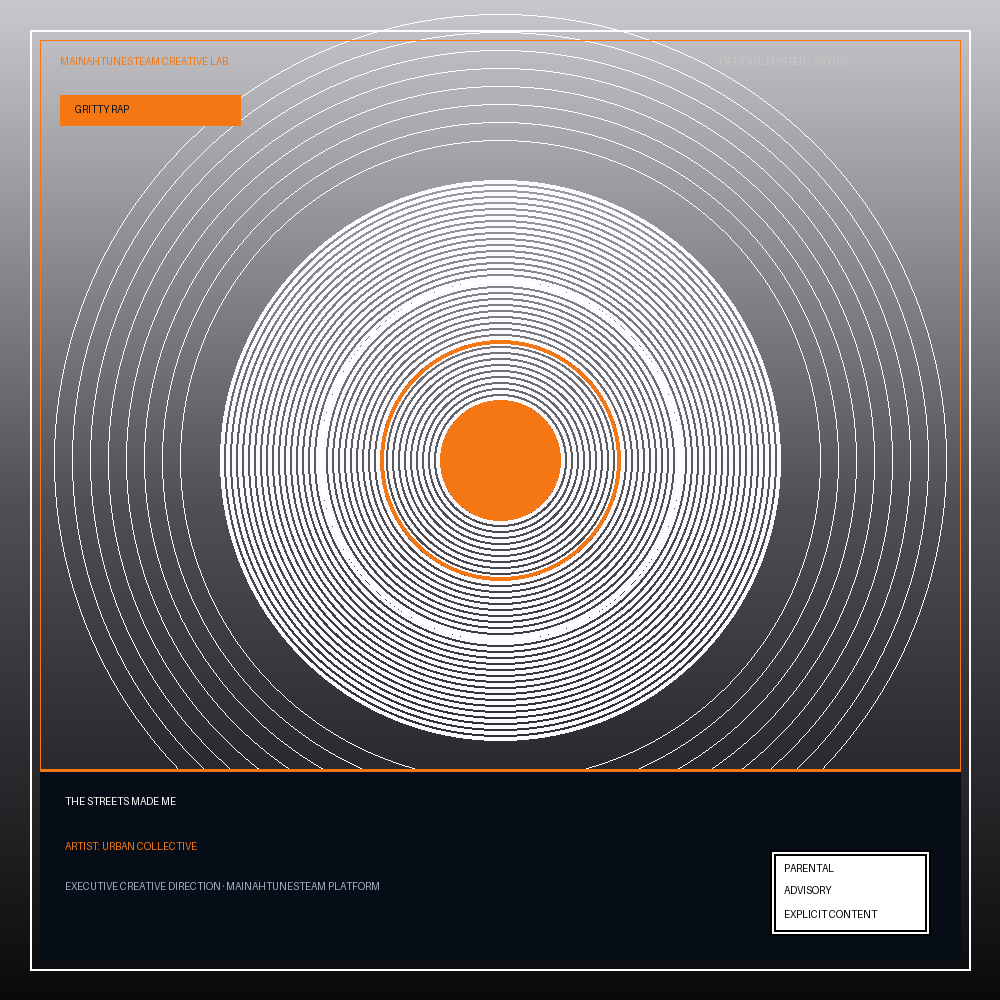 MAINAHTUNESTEAM CREATIVE LAB
OFFICIAL MASTER / 3000PX
GRITTY RAP
THE STREETS MADE ME
ARTIST: URBAN COLLECTIVE
EXECUTIVE CREATIVE DIRECTION · MAINAHTUNESTEAM PLATFORM
PARENTAL
ADVISORY
EXPLICIT CONTENT